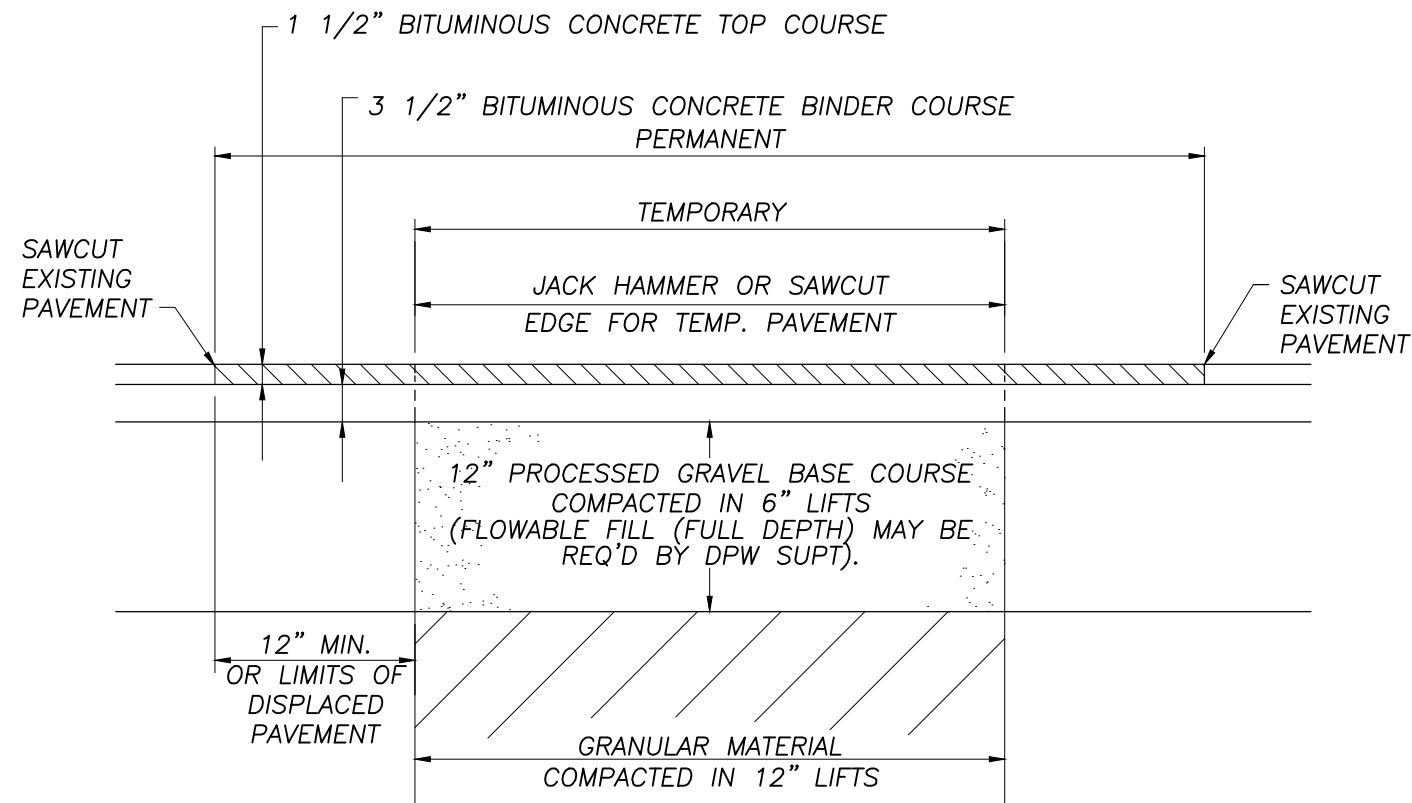 1 1/2” BITUMINOUS CONCRETE TOP COURSE
3 1/2” BITUMINOUS CONCRETE BINDER COURSE
PERMANENT
TEMPORARY
SAWCUT
EXISTING
PAVEMENT
JACK HAMMER OR SAWCUT
EDGE FOR TEMP. PAVEMENT
SAWCUT
EXISTING
PAVEMENT
12” PROCESSED GRAVEL BASE COURSE
COMPACTED IN 6” LIFTS
(FLOWABLE FILL (FULL DEPTH) MAY BE
REQ’D BY DPW SUPT).
12” MIN.
OR LIMITS OF
DISPLACED
PAVEMENT
GRANULAR MATERIAL
COMPACTED IN 12” LIFTS